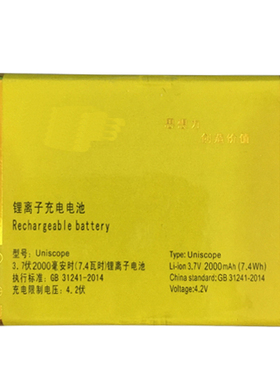 锂离子充电电池
Rechargeable battery
型号: Uniscope
3.7伏2000毫安时(7.4瓦时)锂离子电池
执行标准: GB 31241-2014
充电限制电压: 4.2伏
Type: Uniscope
Li-ion 3.7V 2000mAh(7.4Wh)
China standard: GB 31241-2014
Voltage:4.2V